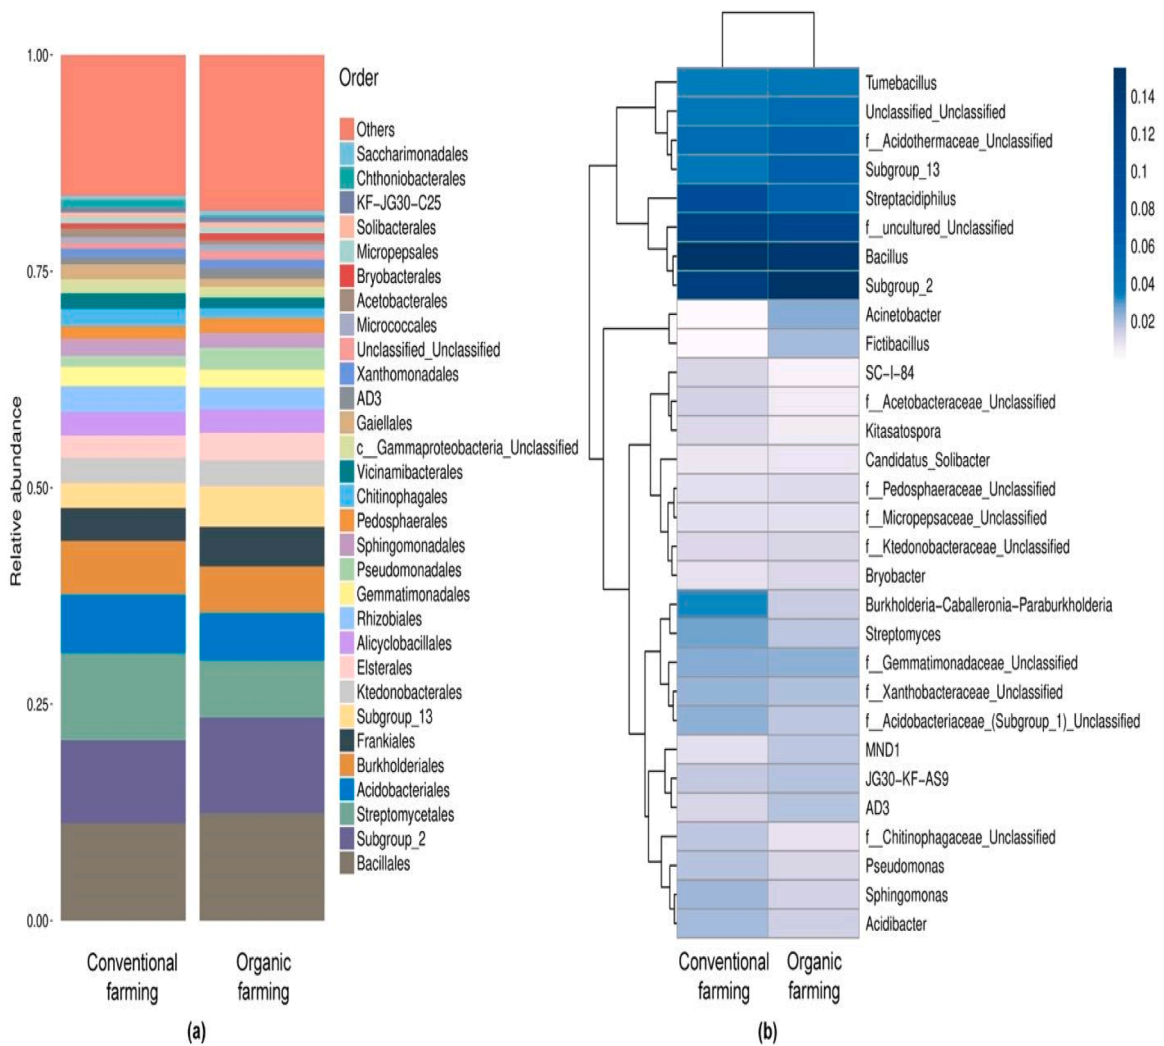 Relative abundance
1.00
0.75
0.50
0.25
0.00
Conventional
farming
Organic
farming
(a)
Order
Others
Saccharimonadales
Chthoniobacterales
KF−JG30−C25
Solibacterales
Micropepsales
Bryobacterales
Acetobacterales
Micrococcales
Unclassified_Unclassified
Xanthomonadales
AD3
Gaiellales
c__Gammaproteobacteria_Unclassified
Vicinamibacterales
Chitinophagales
Pedosphaerales
Sphingomonadales
Pseudomonadales
Gemmatimonadales
Rhizobiales
Alicyclobacillales
Elsterales
Ktedonobacterales
Subgroup_13
Frankiales
Burkholderiales
Acidobacteriales
Streptomycetales
Subgroup_2
Bacillales
Tumebacillus
Unclassified_Unclassified
f__Acidothermaceae_Unclassified
Subgroup_13
Streptacidiphilus
f__uncultured_Unclassified
Bacillus
Subgroup_2
Acinetobacter
Fictibacillus
SC−I−84
f__Acetobacteraceae_Unclassified
Kitasatospora
Candidatus_Solibacter
f__Pedosphaeraceae_Unclassified
f__Micropepsaceae_Unclassified
f__Ktedonobacteraceae_Unclassified
Bryobacter
Burkholderia−Caballeronia−Paraburkholderia
Streptomyces
f__Gemmatimonadaceae_Unclassified
f__Xanthobacteraceae_Unclassified
f__Acidobacteriaceae_(Subgroup_1)_Unclassified
MND1
JG30−KF−AS9
AD3
f__Chitinophagaceae_Unclassified
Pseudomonas
Sphingomonas
Acidibacter
0.14
0.12
0.1
0.08
0.06
0.04
0.02
Conventional
farming
Organic
farming
(b)